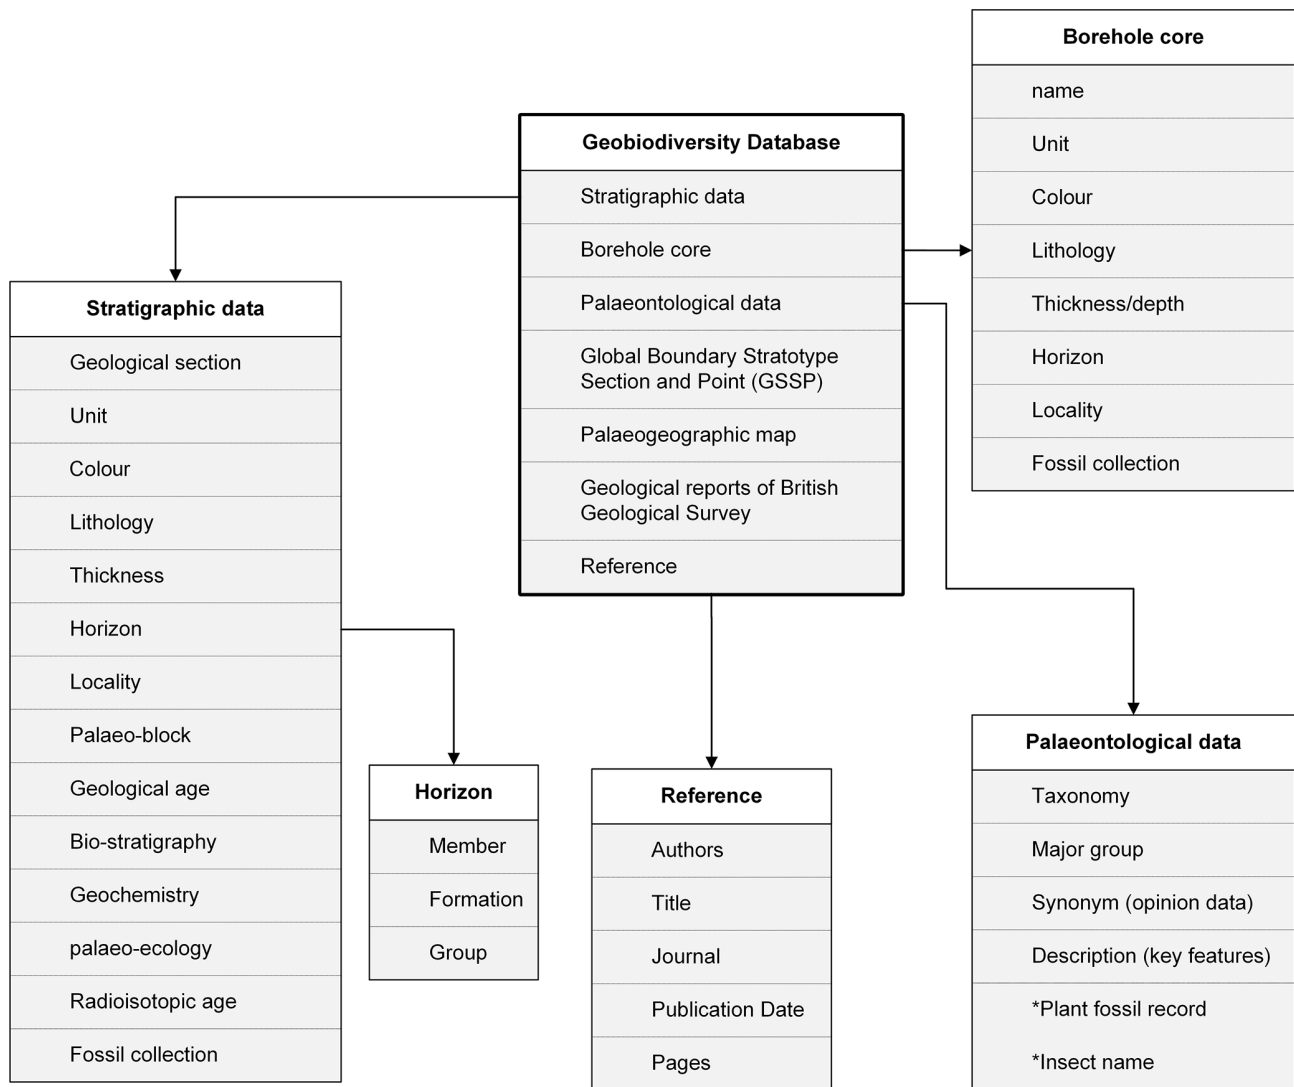 Geobiodiversity Database
Stratigraphic data
Borehole core
Palaeontological data
Global Boundary Stratotype
Section and Point (GSSP)
Palaeogeographic map
Geological reports of British
Geological Survey
Reference
Borehole core
name
Unit
Colour
Lithology
Thickness/depth
Horizon
Locality
Fossil collection
Stratigraphic data
Geological section
Unit
Colour
Lithology
Thickness
Horizon
Locality
Palaeo-block
Geological age
Bio-stratigraphy
Geochemistry
palaeo-ecology
Radioisotopic age
Fossil collection
Horizon
Member
Formation
Group
Reference
Authors
Title
Journal
Publication Date
Pages
Palaeontological data
Taxonomy
Major group
Synonym (opinion data)
Description (key features)
*Plant fossil record
*Insect name